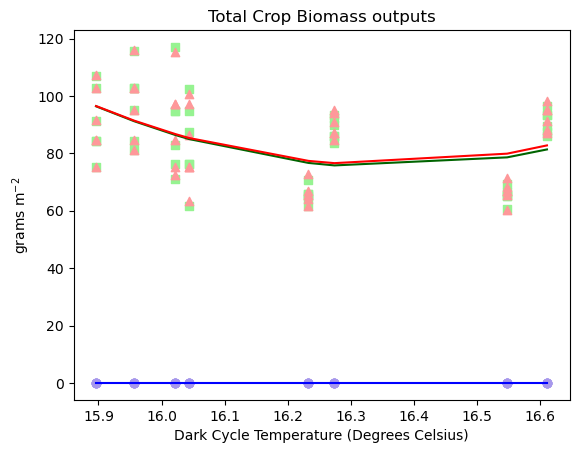 Total Crop Biomass outputs
120
100
80
60
40
20
0
grams m⁻²
15.9 16.0 16.1 16.2 16.3 16.4 16.5 16.6
Dark Cycle Temperature (Degrees Celsius)